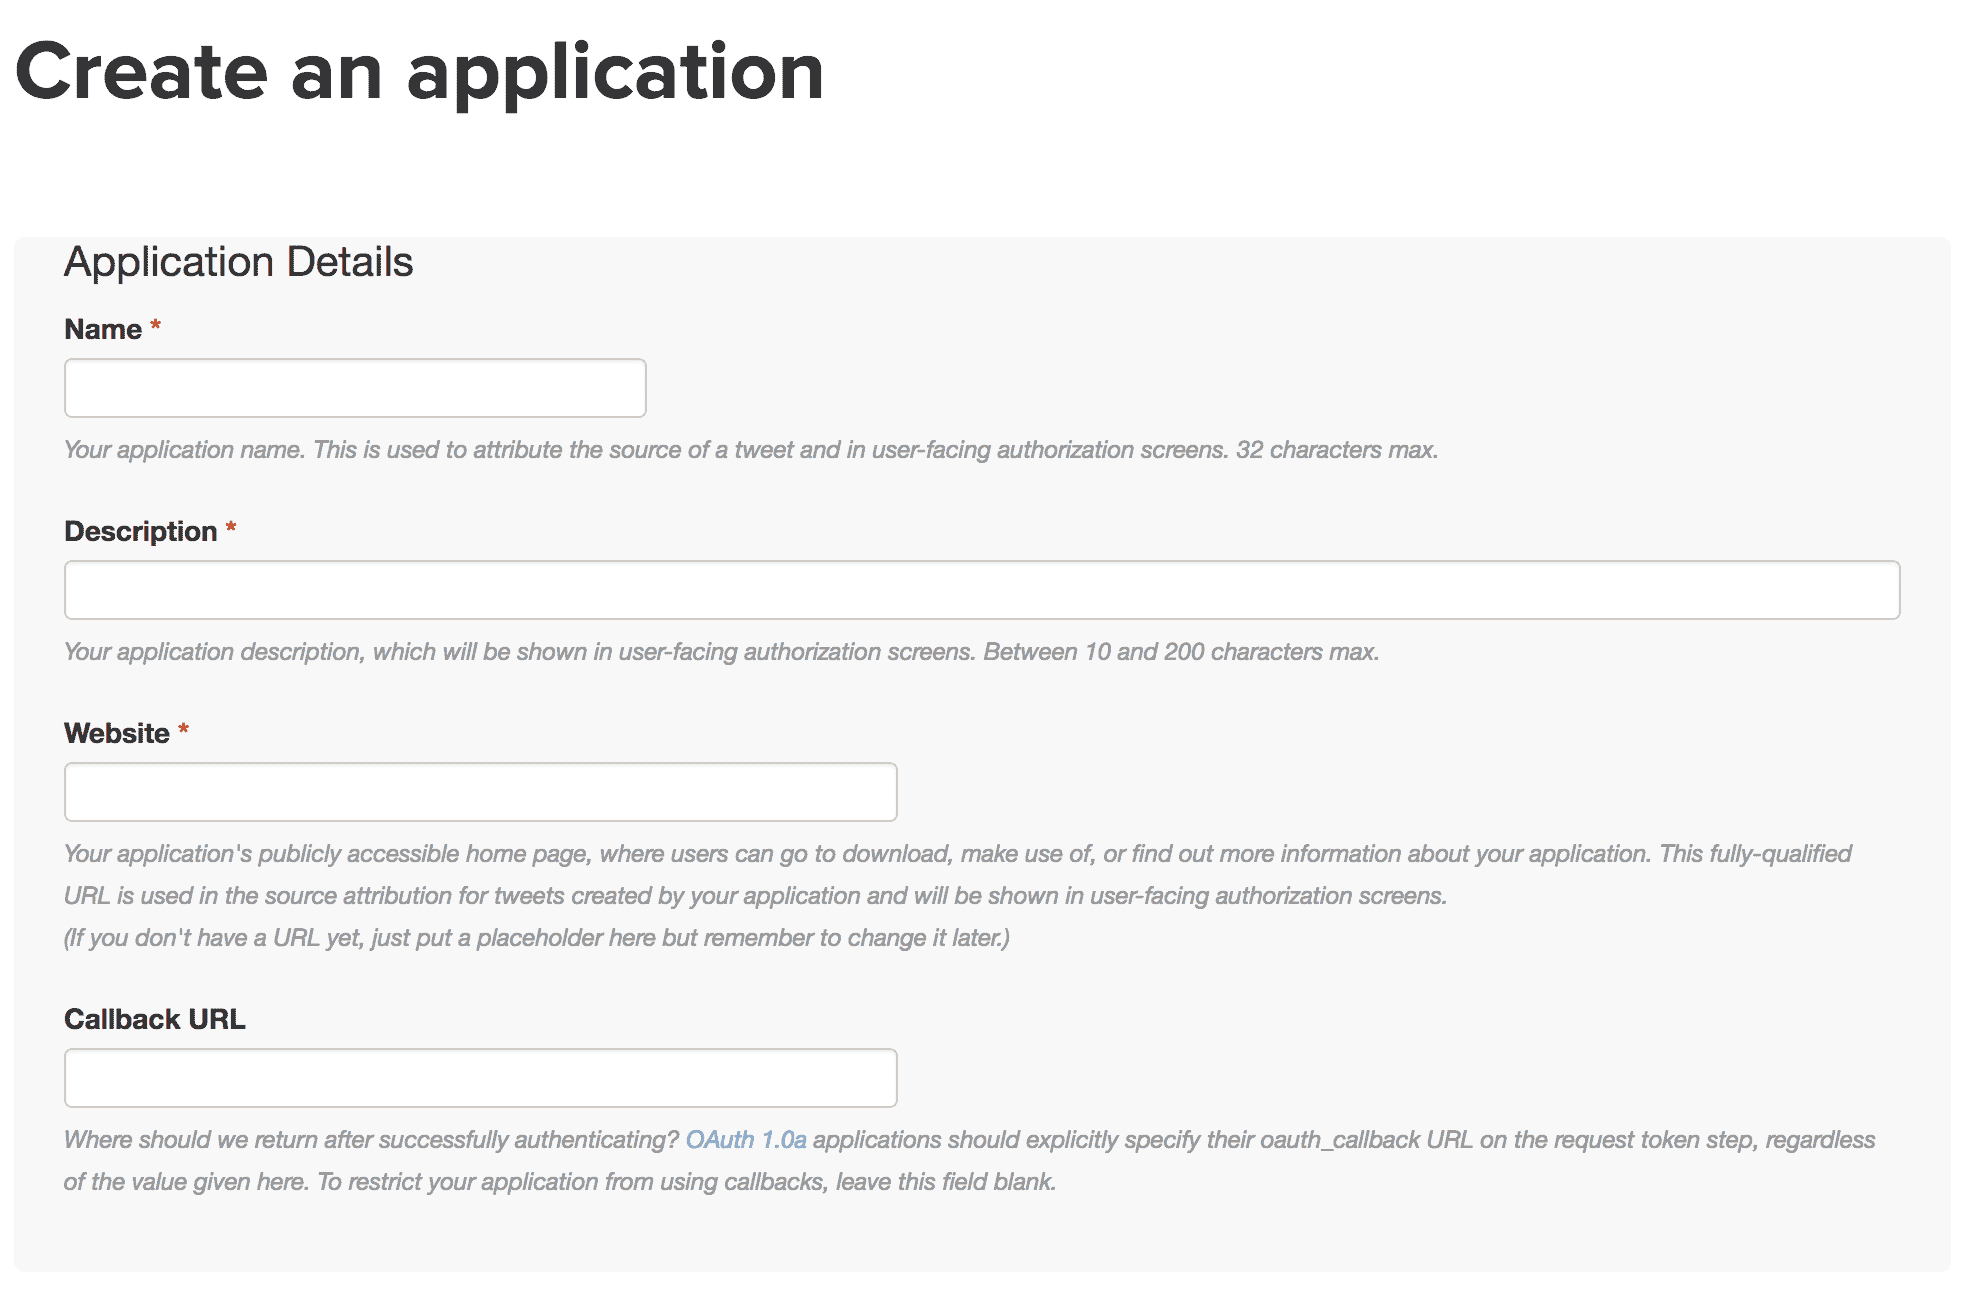 Create an application
Application Details
Name *
Your application name. This is used to attribute the source of a tweet and in user-facing authorization screens. 32 characters max.
Description *
Your application description, which will be shown in user-facing authorization screens. Between 10 and 200 characters max.
Website *
Your application's publicly accessible home page, where users can go to download, make use of, or find out more information about your application. This fully-qualified
URL is used in the source attribution for tweets created by your application and will be shown in user-facing authorization screens.
(If you don't have a URL yet, just put a placeholder here but remember to change it later.)
Callback URL
Where should we return after successfully authenticating? OAuth 1.0a applications should explicitly specify their oauth_callback URL on the request token step, regardless
of the value given here. To restrict your application from using callbacks, leave this field blank.